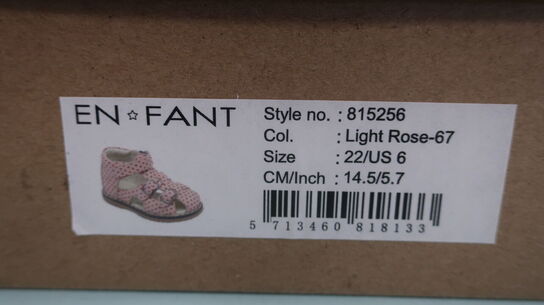 EN☆FANT
Style no. : 815256
Col. : Light Rose-67
Size : 22/US 6
CM/Inch : 14.5/5.7
5 713460 818133